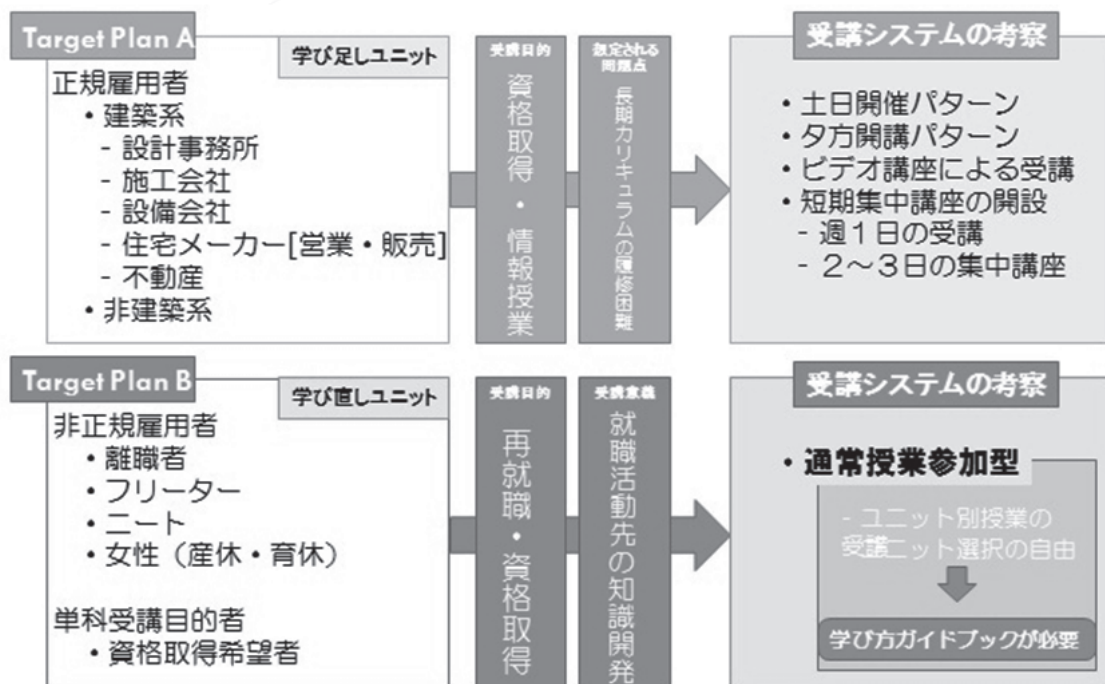 Target Plan A
学び足しユニット
正規雇用者
・建築系
- 設計事務所
- 施工会社
- 設備会社
- 住宅メーカー[営業・販売]
- 不動産
・非建築系
受講目的
資格取得・情報授業
想定される
問題点
長期カリキュラムの履修困難
受講システムの考察
・土日開催パターン
・夕方開講パターン
・ビデオ講座による受講
・短期集中講座の開設
- 週１日の受講
- ２～３日の集中講座
Target Plan B
学び直しユニット
非正規雇用者
・離職者
・フリーター
・ニート
・女性（産休・育休）
単科受講目的者
・資格取得希望者
受講目的
再就職・資格取得
受講意義
就職活動先の知識開発
受講システムの考察
・通常授業参加型
- ユニット別授業の
受講ニット選択の自由
学び方ガイドブックが必要